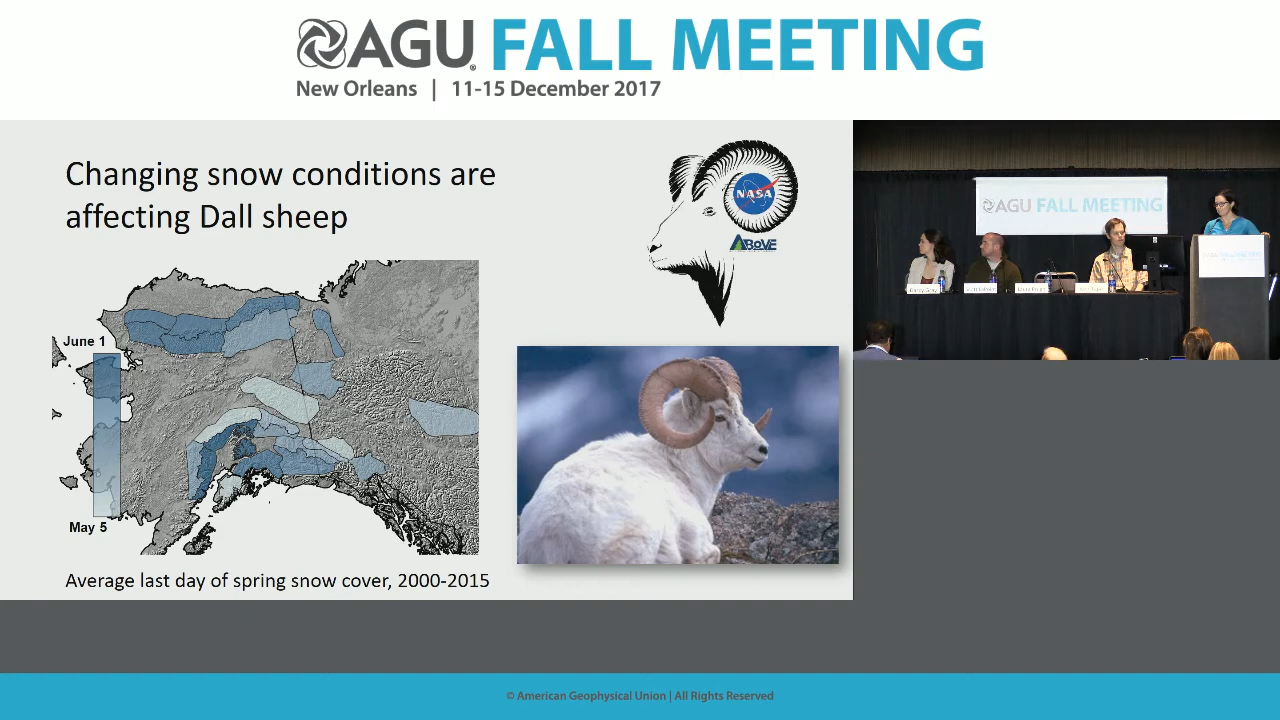 AGU FALL MEETING
New Orleans | 11-15 December 2017
Changing snow conditions are
affecting Dall sheep
NASA
ABoVE
June 1
May 5
Average last day of spring snow cover, 2000-2015
AGU FALL MEETING
© American Geophysical Union | All Rights Reserved